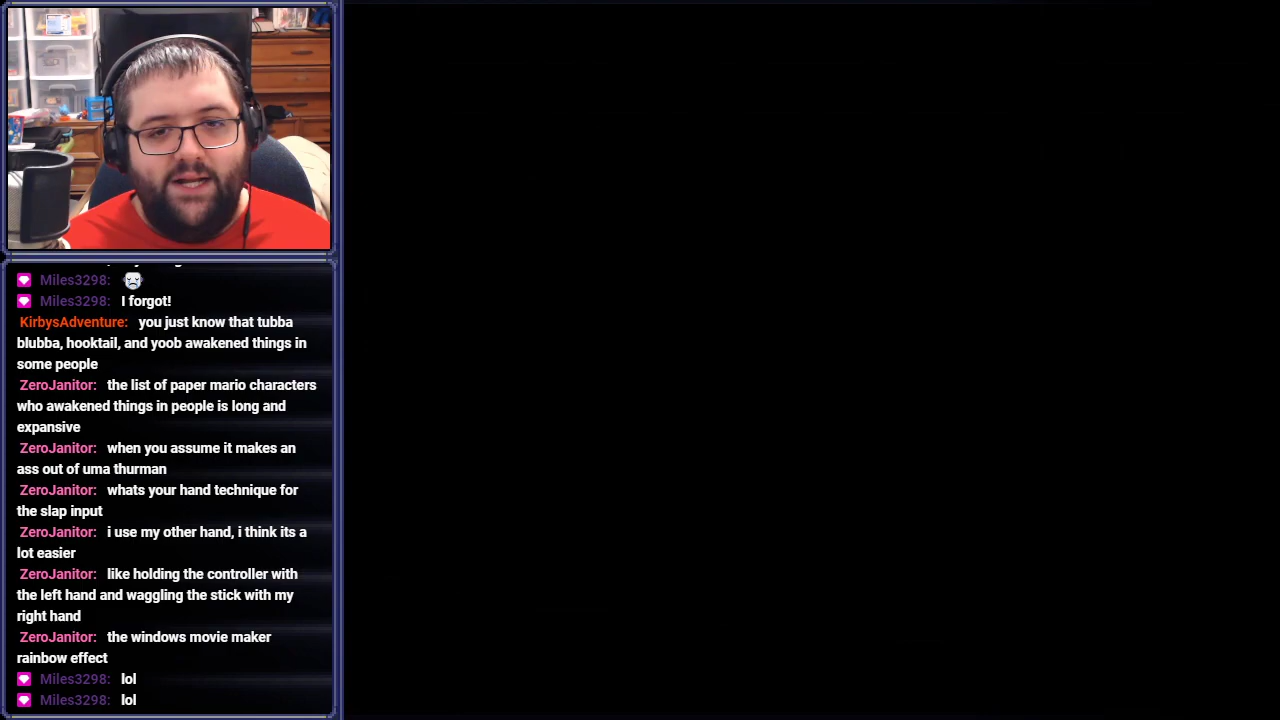 Miles3298:
Miles3298: I forgot!
KirbysAdventure: you just know that tubba
blubba, hooktail, and yoob awakened things in
some people
ZeroJanitor: the list of paper mario characters
who awakened things in people is long and
expansive
ZeroJanitor: when you assume it makes an
ass out of uma thurman
ZeroJanitor: whats your hand technique for
the slap input
ZeroJanitor: i use my other hand, i think its a
lot easier
ZeroJanitor: like holding the controller with
the left hand and waggling the stick with my
right hand
ZeroJanitor: the windows movie maker
rainbow effect
Miles3298: lol
Miles3298: lol